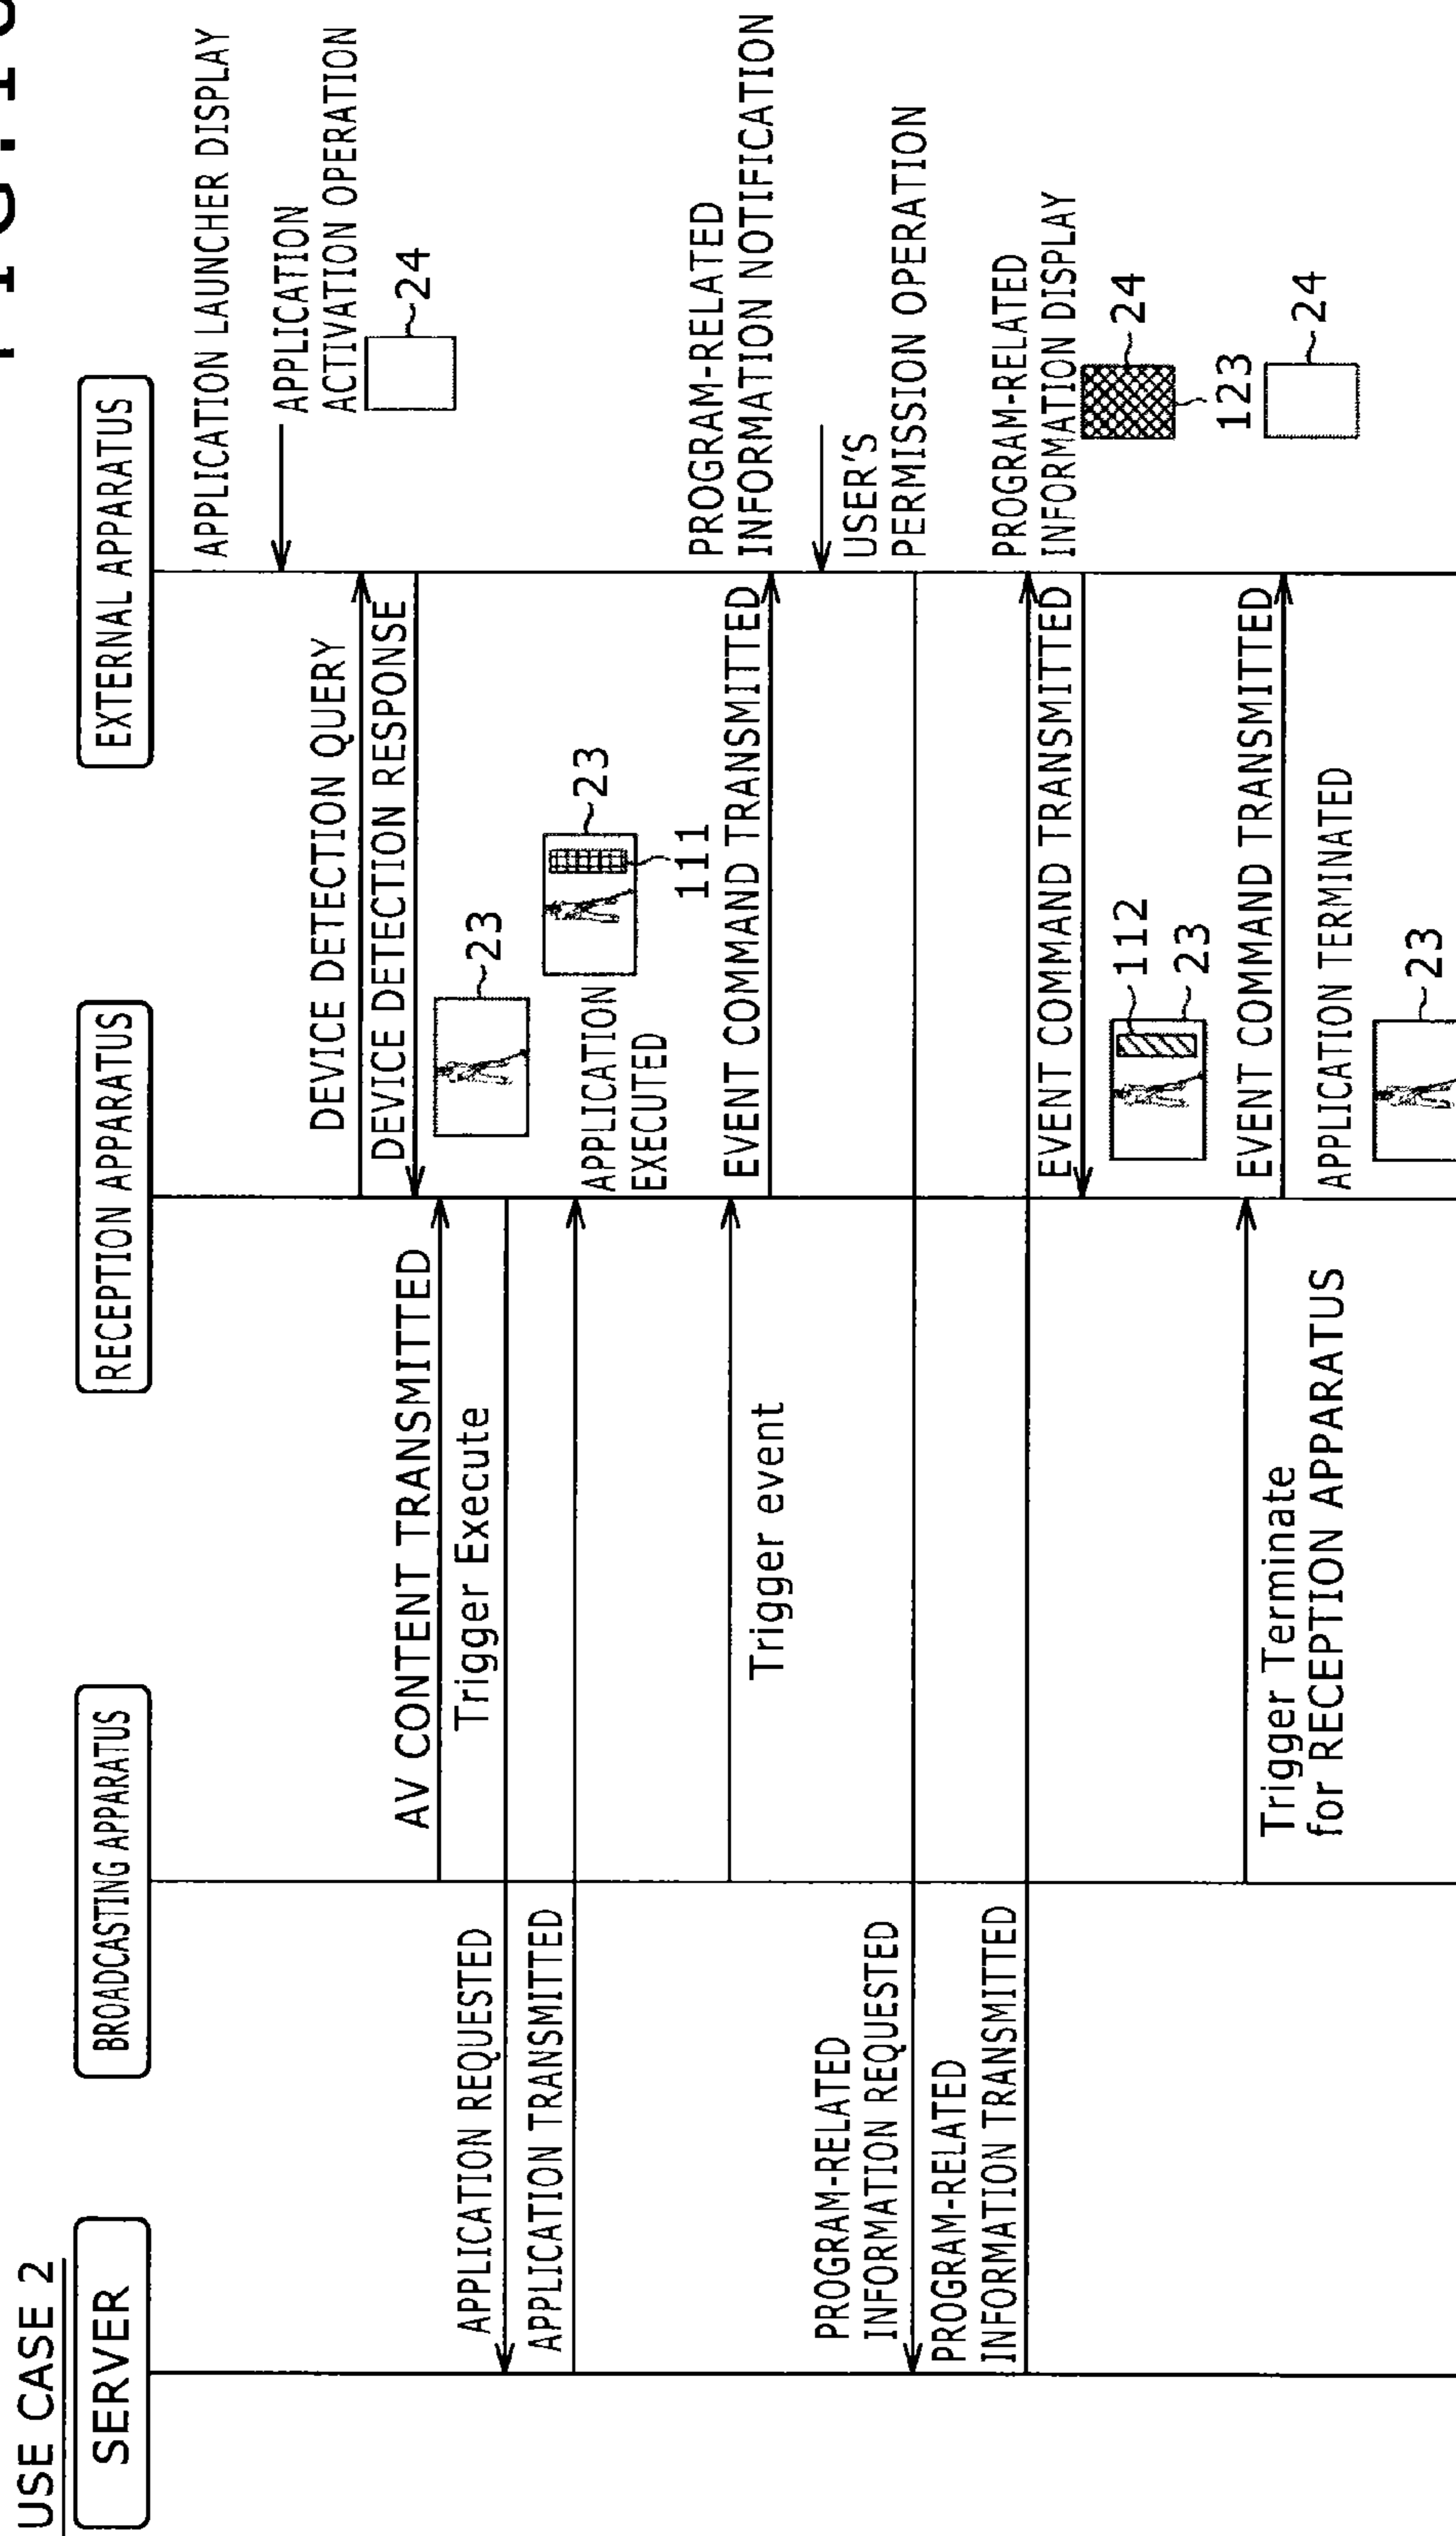 USE CASE 2
SERVER
BROADCASTING APPARATUS
RECEPTION APPARATUS
EXTERNAL APPARATUS
APPLICATION LAUNCHER DISPLAY
APPLICATION
ACTIVATION OPERATION
24
DEVICE DETECTION QUERY
DEVICE DETECTION RESPONSE
AV CONTENT TRANSMITTED
23
Trigger Execute
APPLICATION REQUESTED
APPLICATION TRANSMITTED
APPLICATION
EXECUTED
23
111
Trigger event
EVENT COMMAND TRANSMITTED
PROGRAM-RELATED
INFORMATION NOTIFICATION
USER'S
PERMISSION OPERATION
PROGRAM-RELATED
INFORMATION REQUESTED
PROGRAM-RELATED
INFORMATION TRANSMITTED
PROGRAM-RELATED
INFORMATION DISPLAY
EVENT COMMAND TRANSMITTED
24
123
112
23
Trigger Terminate
for RECEPTION APPARATUS
EVENT COMMAND TRANSMITTED
24
APPLICATION TERMINATED
23